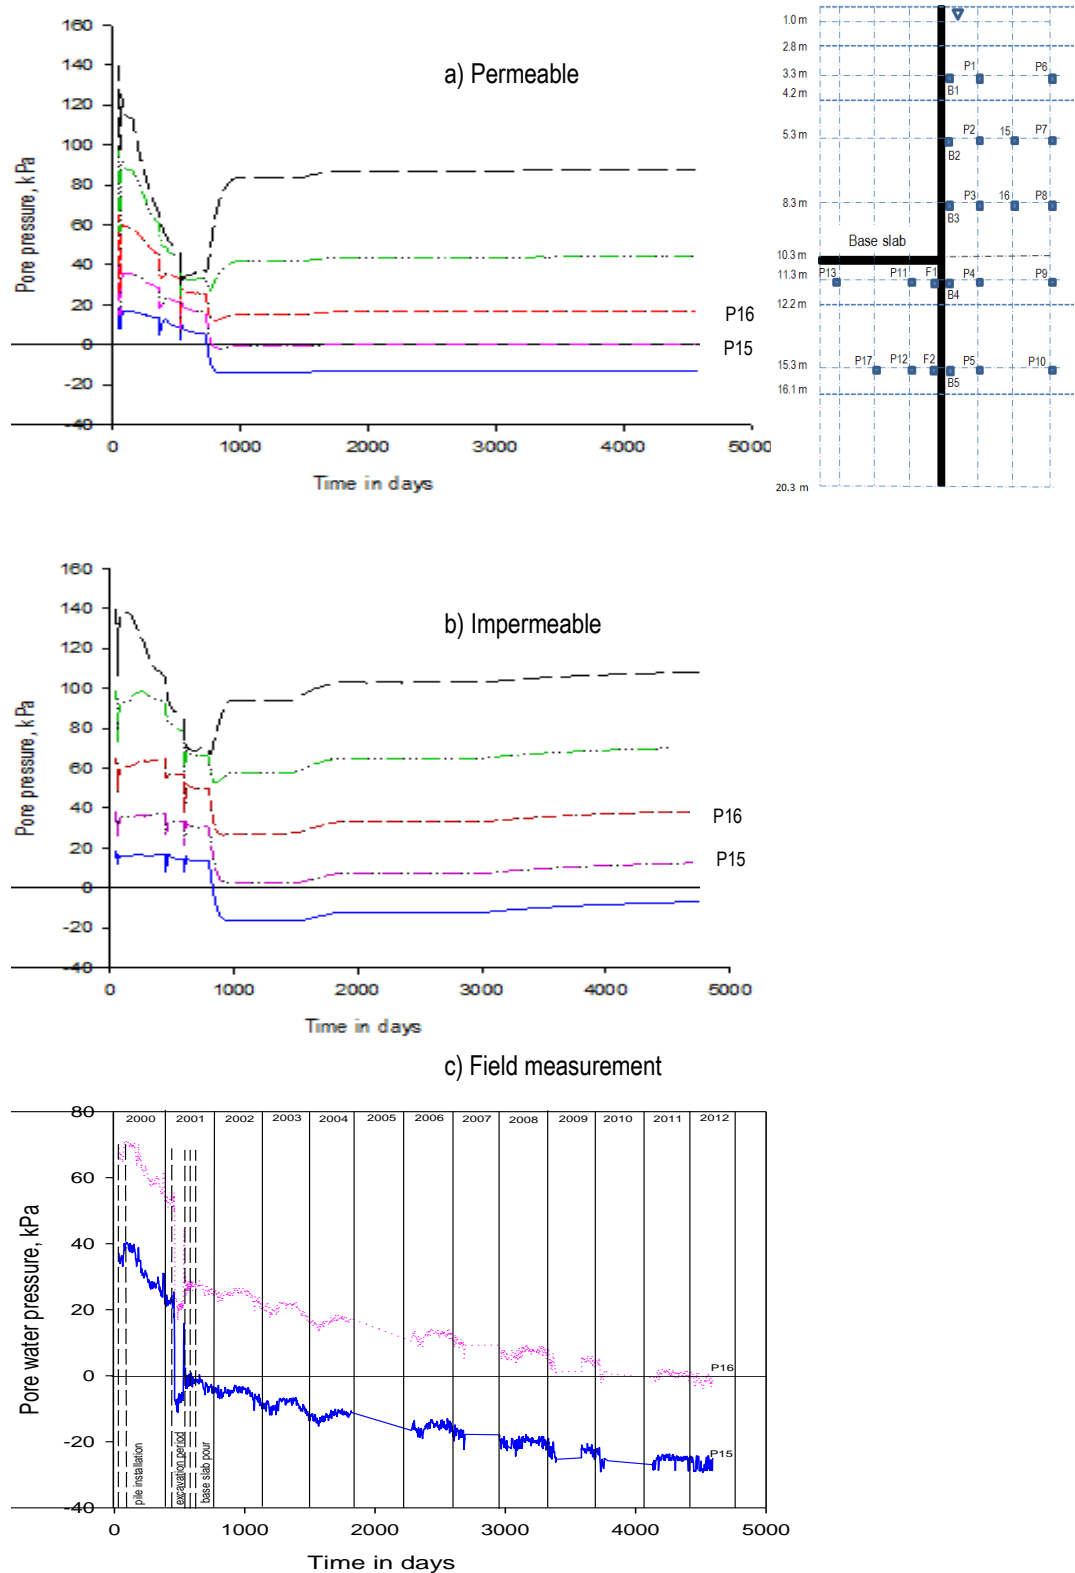 a) Permeable
Pore pressure, kPa
160
140
120
100
80
60
40
20
0
-20
-40
0 1000 2000 3000 4000 5000
Time in days
P16
P15
1.0 m
2.8 m
3.3 m
4.2 m
5.3 m
8.3 m
10.3 m
11.3 m
12.2 m
15.3 m
16.1 m
20.3 m
P1 P6
B1
P2 15 P7
B2
P3 16 P8
B3
Base slab
P13 P11 F1 P4 P9
B4
P17 P12 F2 P5 P10
B5
b) Impermeable
Pore pressure, kPa
160
140
120
100
80
60
40
20
0
-20
-40
0 1000 2000 3000 4000 5000
Time in days
P16
P15
c) Field measurement
Pore water pressure, kPa
80
60
40
20
0
-20
-40
2000 2001 2002 2003 2004 2005 2006 2007 2008 2009 2010 2011 2012
pile installation
excavation period
base slab pour
P16
P15
0 1000 2000 3000 4000 5000
Time in days